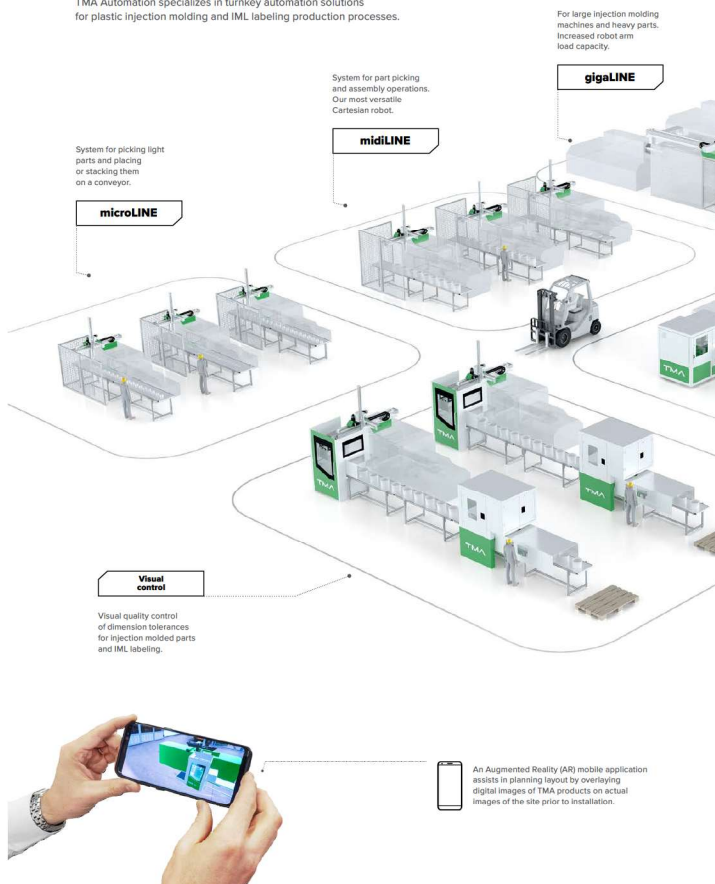 TMA Automation specializes in turnkey automation solutions
for plastic injection molding and IML labeling production processes.
For large injection molding
machines and heavy parts.
Increased robot arm
load capacity.
gigaLINE
System for part picking
and assembly operations.
Our most versatile
Cartesian robot.
midiLINE
System for picking light
parts and placing
or stacking them
on a conveyor.
microLINE
TMA
TMA
TMA
TMA
TMA
Visual
control
Visual quality control
of dimension tolerances
for injection molded parts
and IML labeling.
An Augmented Reality (AR) mobile application
assists in planning layout by overlaying
digital images of TMA products on actual
images of the site prior to installation.